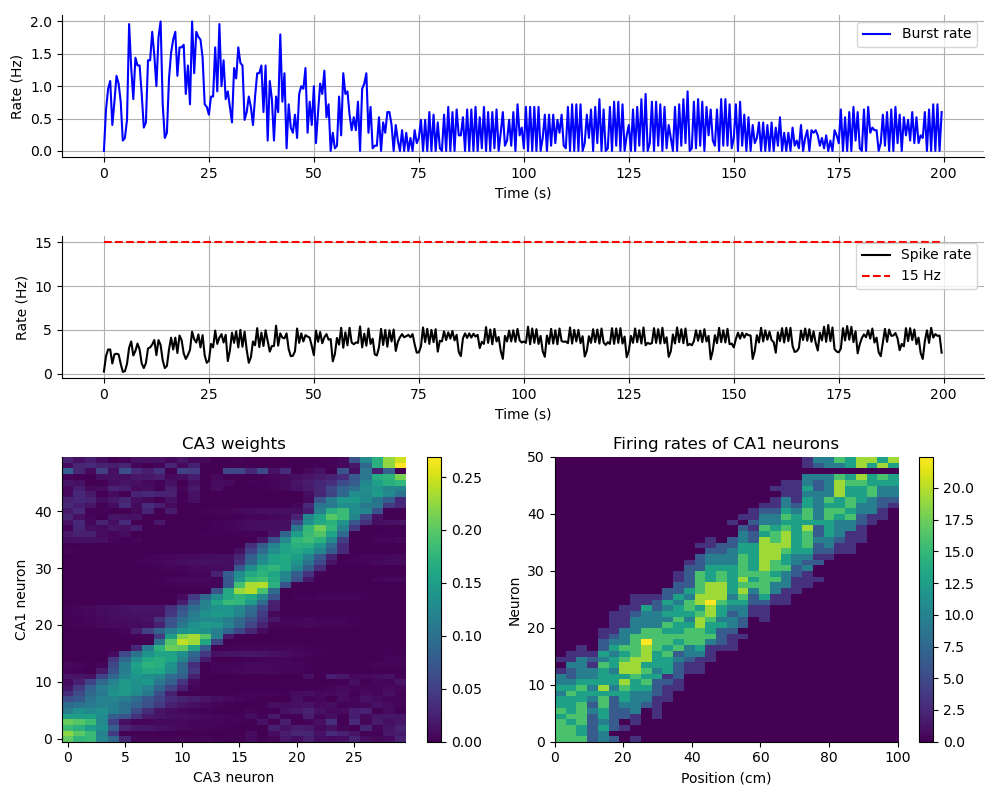 2.0
1.5
1.0
0.5
0.0
Rate (Hz)
Burst rate
0 25 50 75 100 125 150 175 200
Time (s)
15
10
5
0
Rate (Hz)
Spike rate
15 Hz
0 25 50 75 100 125 150 175 200
Time (s)
CA3 weights
40
30
20
10
0
CA1 neuron
0 5 10 15 20 25
CA3 neuron
0.25
0.20
0.15
0.10
0.05
0.00
Firing rates of CA1 neurons
50
40
30
20
10
0
Neuron
0 20 40 60 80 100
Position (cm)
20.0
17.5
15.0
12.5
10.0
7.5
5.0
2.5
0.0